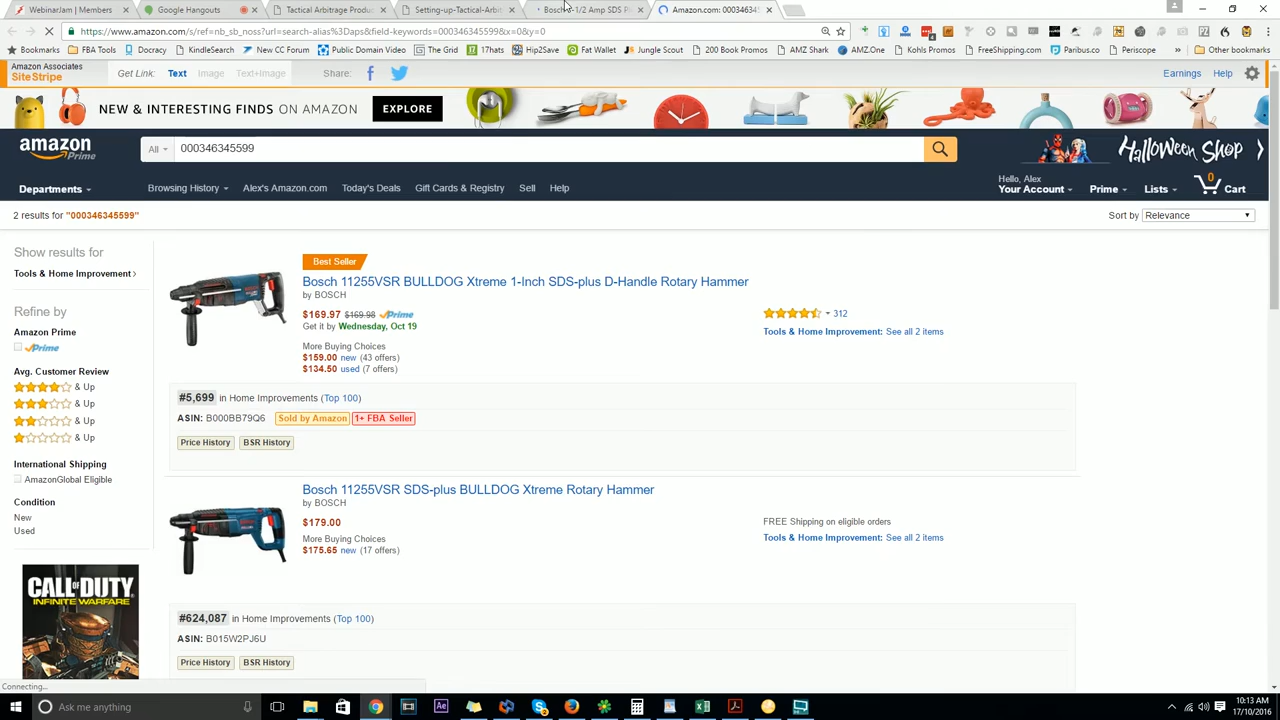 WebinarJam | Members
Google Hangouts
Tactical Arbitrage Produc
Setting-up-Tactical-Arbit
Bosch 1/2 Amp SDS P
Amazon.com: 000346345
https://www.amazon.com/s/ref=nb_sb_noss?url=search-alias%3Daps&field-keywords=000346345599&x=0&y=0
Bookmarks FBA Tools Docady KindleSearch New CC Forum Public Domain Video The Grid 17hats Hip2Save Fat Wallet Jungle Scout 200 Book Promos AMZ Shark AMZ.One Kohls Promos FreeShipping.com Paribus.co Periscope Other bookmarks
Amazon Associates
SiteStripe
Get Link: Text Image Text+Image Share:
Earnings Help
NEW & INTERESTING FINDS ON AMAZON EXPLORE
amazon
Prime
All 000346345599
Halloween Shop
Departments
Browsing History Alex's Amazon.com Today's Deals Gift Cards & Registry Sell Help
Hello, Alex
Your Account Prime Lists 0 Cart
2 results for "000346345599"
Sort by Relevance
Show results for
Tools & Home Improvement
Refine by
Amazon Prime
Prime
Avg. Customer Review
& Up
& Up
& Up
& Up
International Shipping
AmazonGlobal Eligible
Condition
New
Used
CALL OF DUTY
INFINITE WARFARE
Best Seller
Bosch 11255VSR BULLDOG Xtreme 1-Inch SDS-plus D-Handle Rotary Hammer
by BOSCH
$169.97 $169.98 Prime
Get it by Wednesday, Oct 19
More Buying Choices
$159.00 new (43 offers)
$134.50 used (7 offers)
312
Tools & Home Improvement: See all 2 items
#5,699 in Home Improvements (Top 100)
ASIN: B000BB79Q6 Sold by Amazon 1+ FBA Seller
Price History BSR History
Bosch 11255VSR SDS-plus BULLDOG Xtreme Rotary Hammer
by BOSCH
$179.00
More Buying Choices
$175.65 new (17 offers)
FREE Shipping on eligible orders
Tools & Home Improvement: See all 2 items
#624,087 in Home Improvements (Top 100)
ASIN: B015W2PJ6U
Price History BSR History
Connecting...
Ask me anything
10:13 AM
17/10/2016